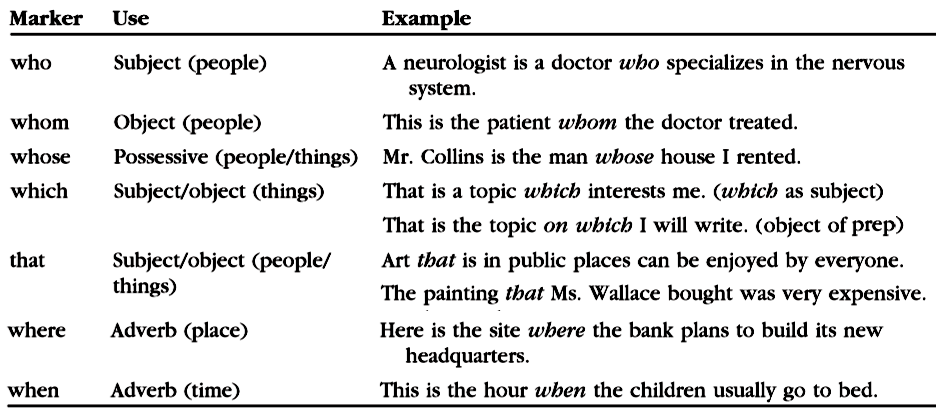 Marker Use Example
who Subject (people) A neurologist is a doctor who specializes in the nervous
system.
whom Object (people) This is the patient whom the doctor treated.
whose Possessive (people/things) Mr. Collins is the man whose house I rented.
which Subject/object (things) That is a topic which interests me. (which as subject)
That is the topic on which I will write. (object of prep)
that Subject/object (people/ Art that is in public places can be enjoyed by everyone.
things) The painting that Ms. Wallace bought was very expensive.
where Adverb (place) Here is the site where the bank plans to build its new
headquarters.
when Adverb (time) This is the hour when the children usually go to bed.